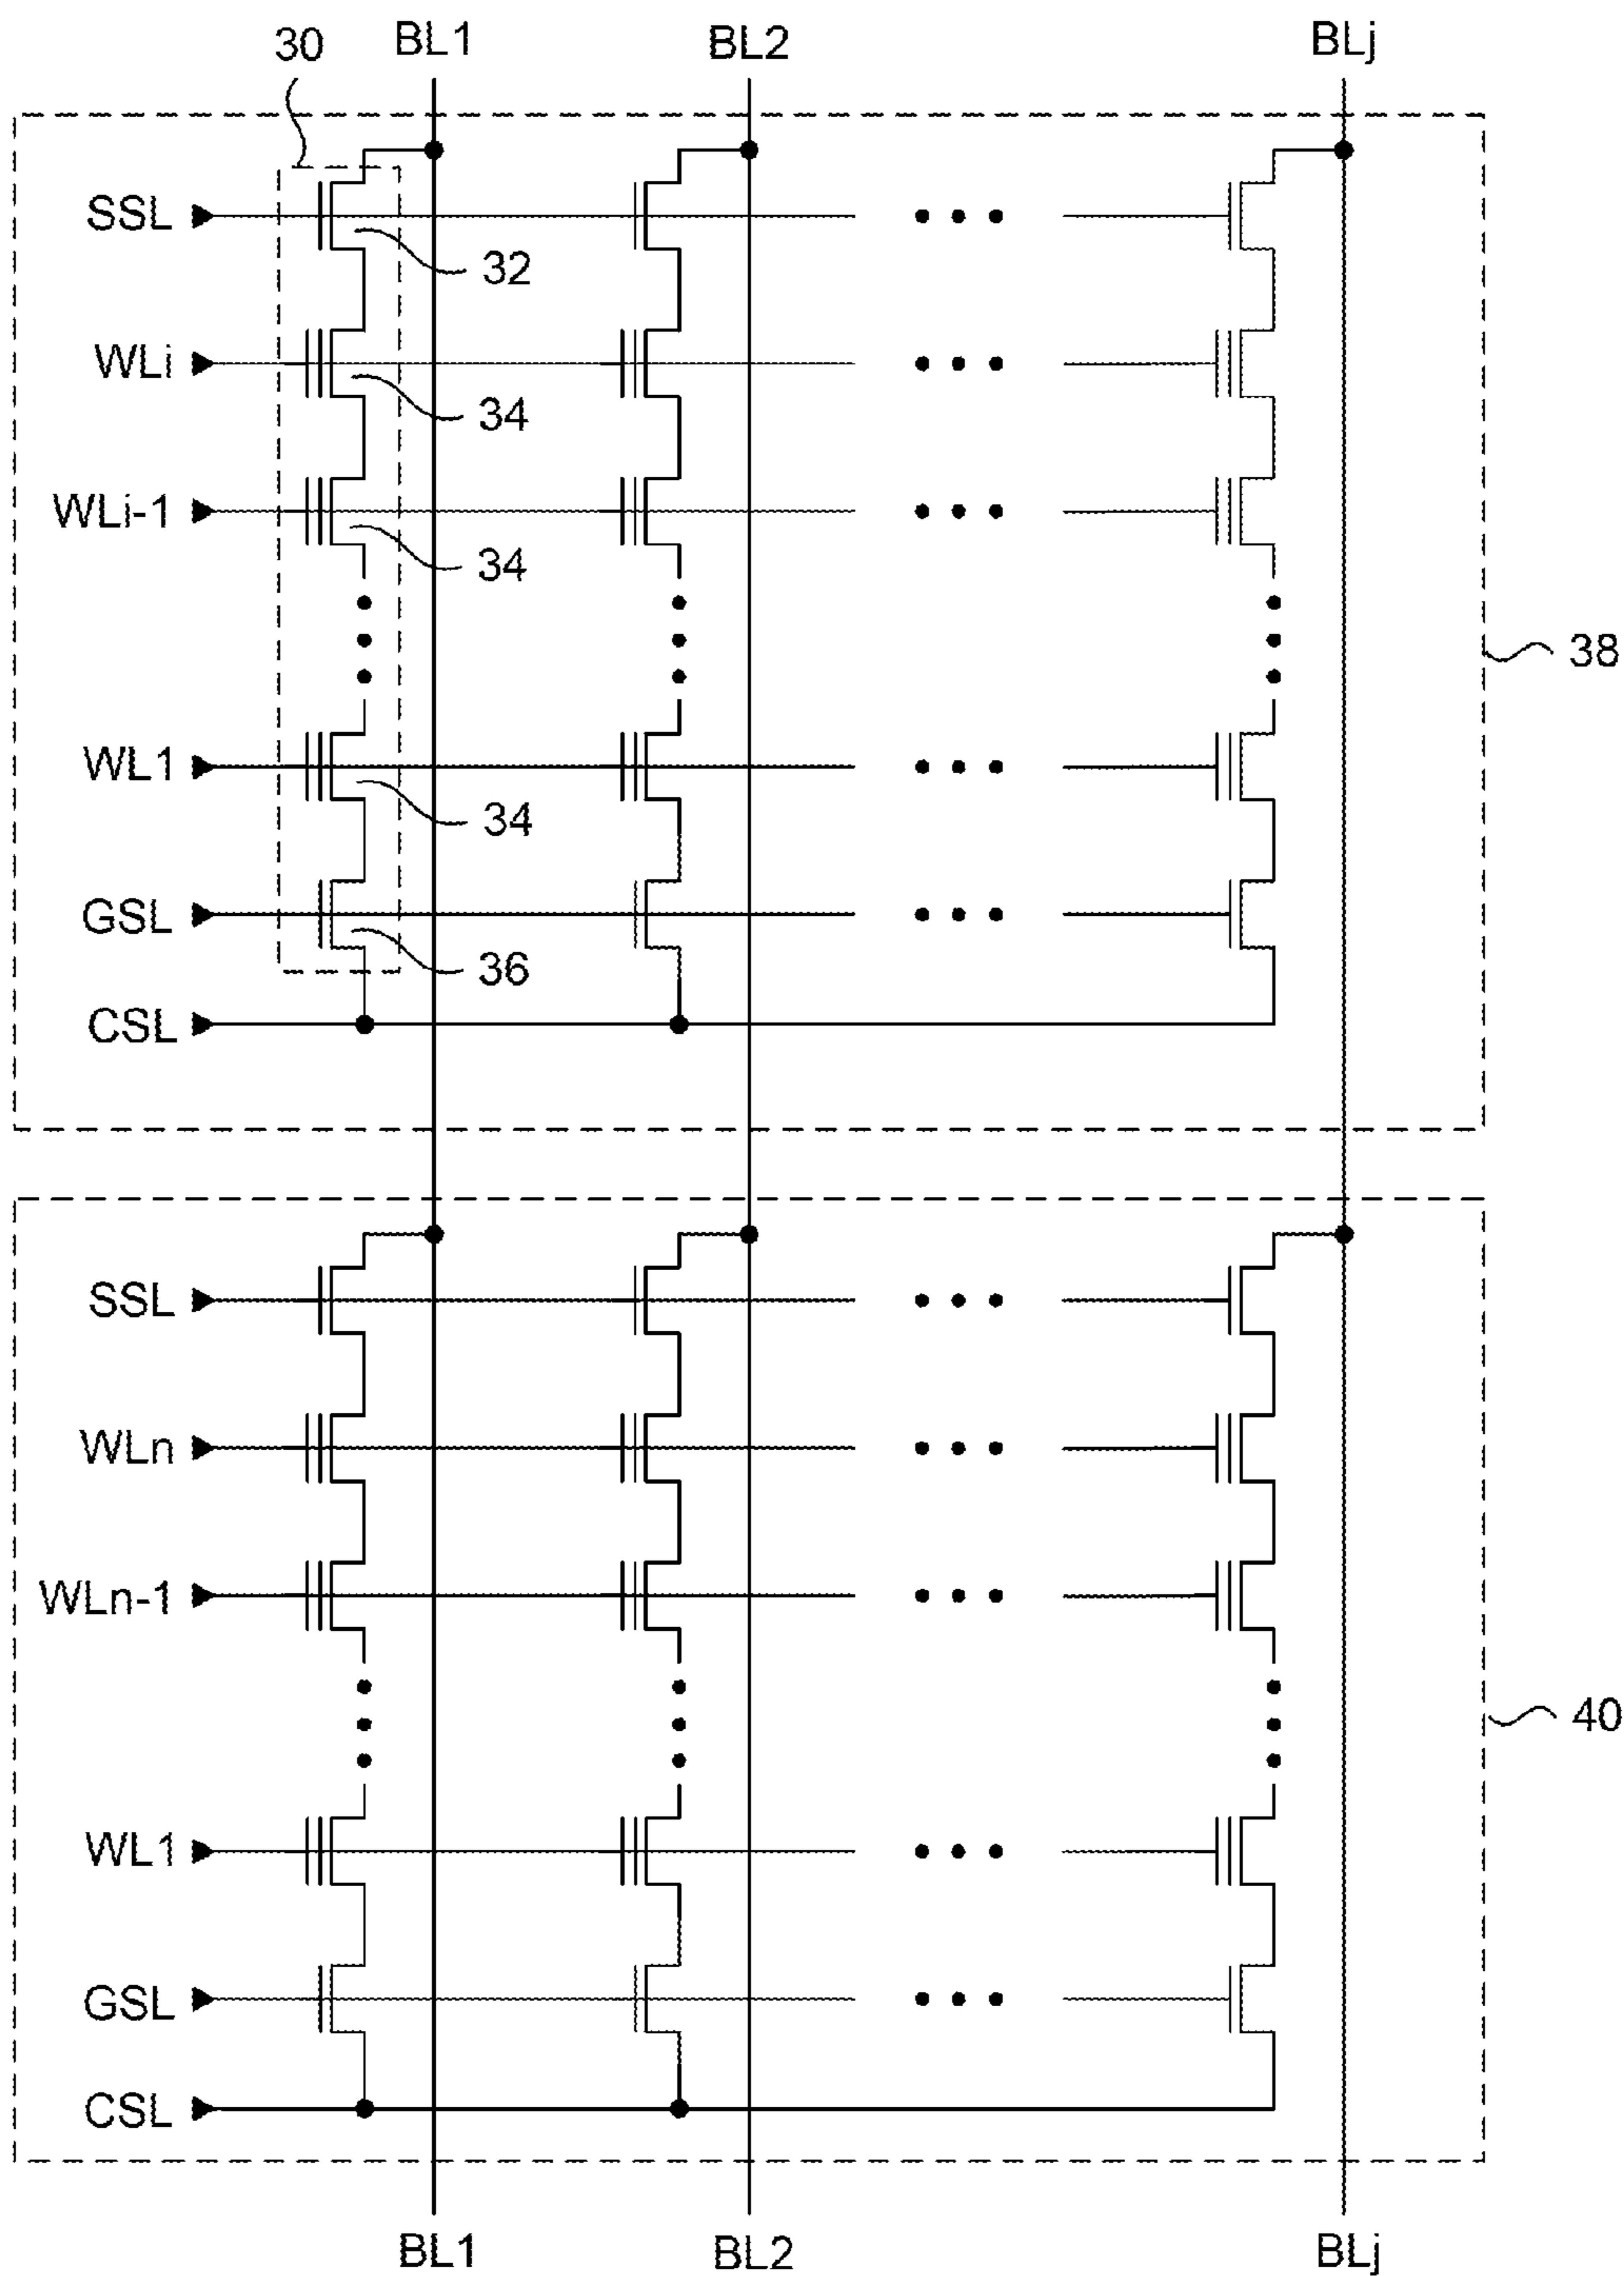 30 BL1 BL2 BLj
SSL
32
WLi
34
WLi-1
34
38
WL1
34
GSL
36
CSL
SSL
WLn
WLn-1
40
WL1
GSL
CSL
BL1 BL2 BLj